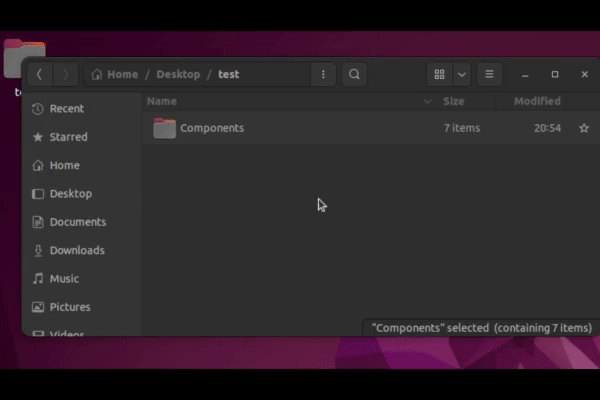 Home / Desktop / test
Name Size Modified
Components 7 items 20:54
Recent
Starred
Home
Desktop
Documents
Downloads
Music
Pictures
Videos
"Components" selected (containing 7 items)